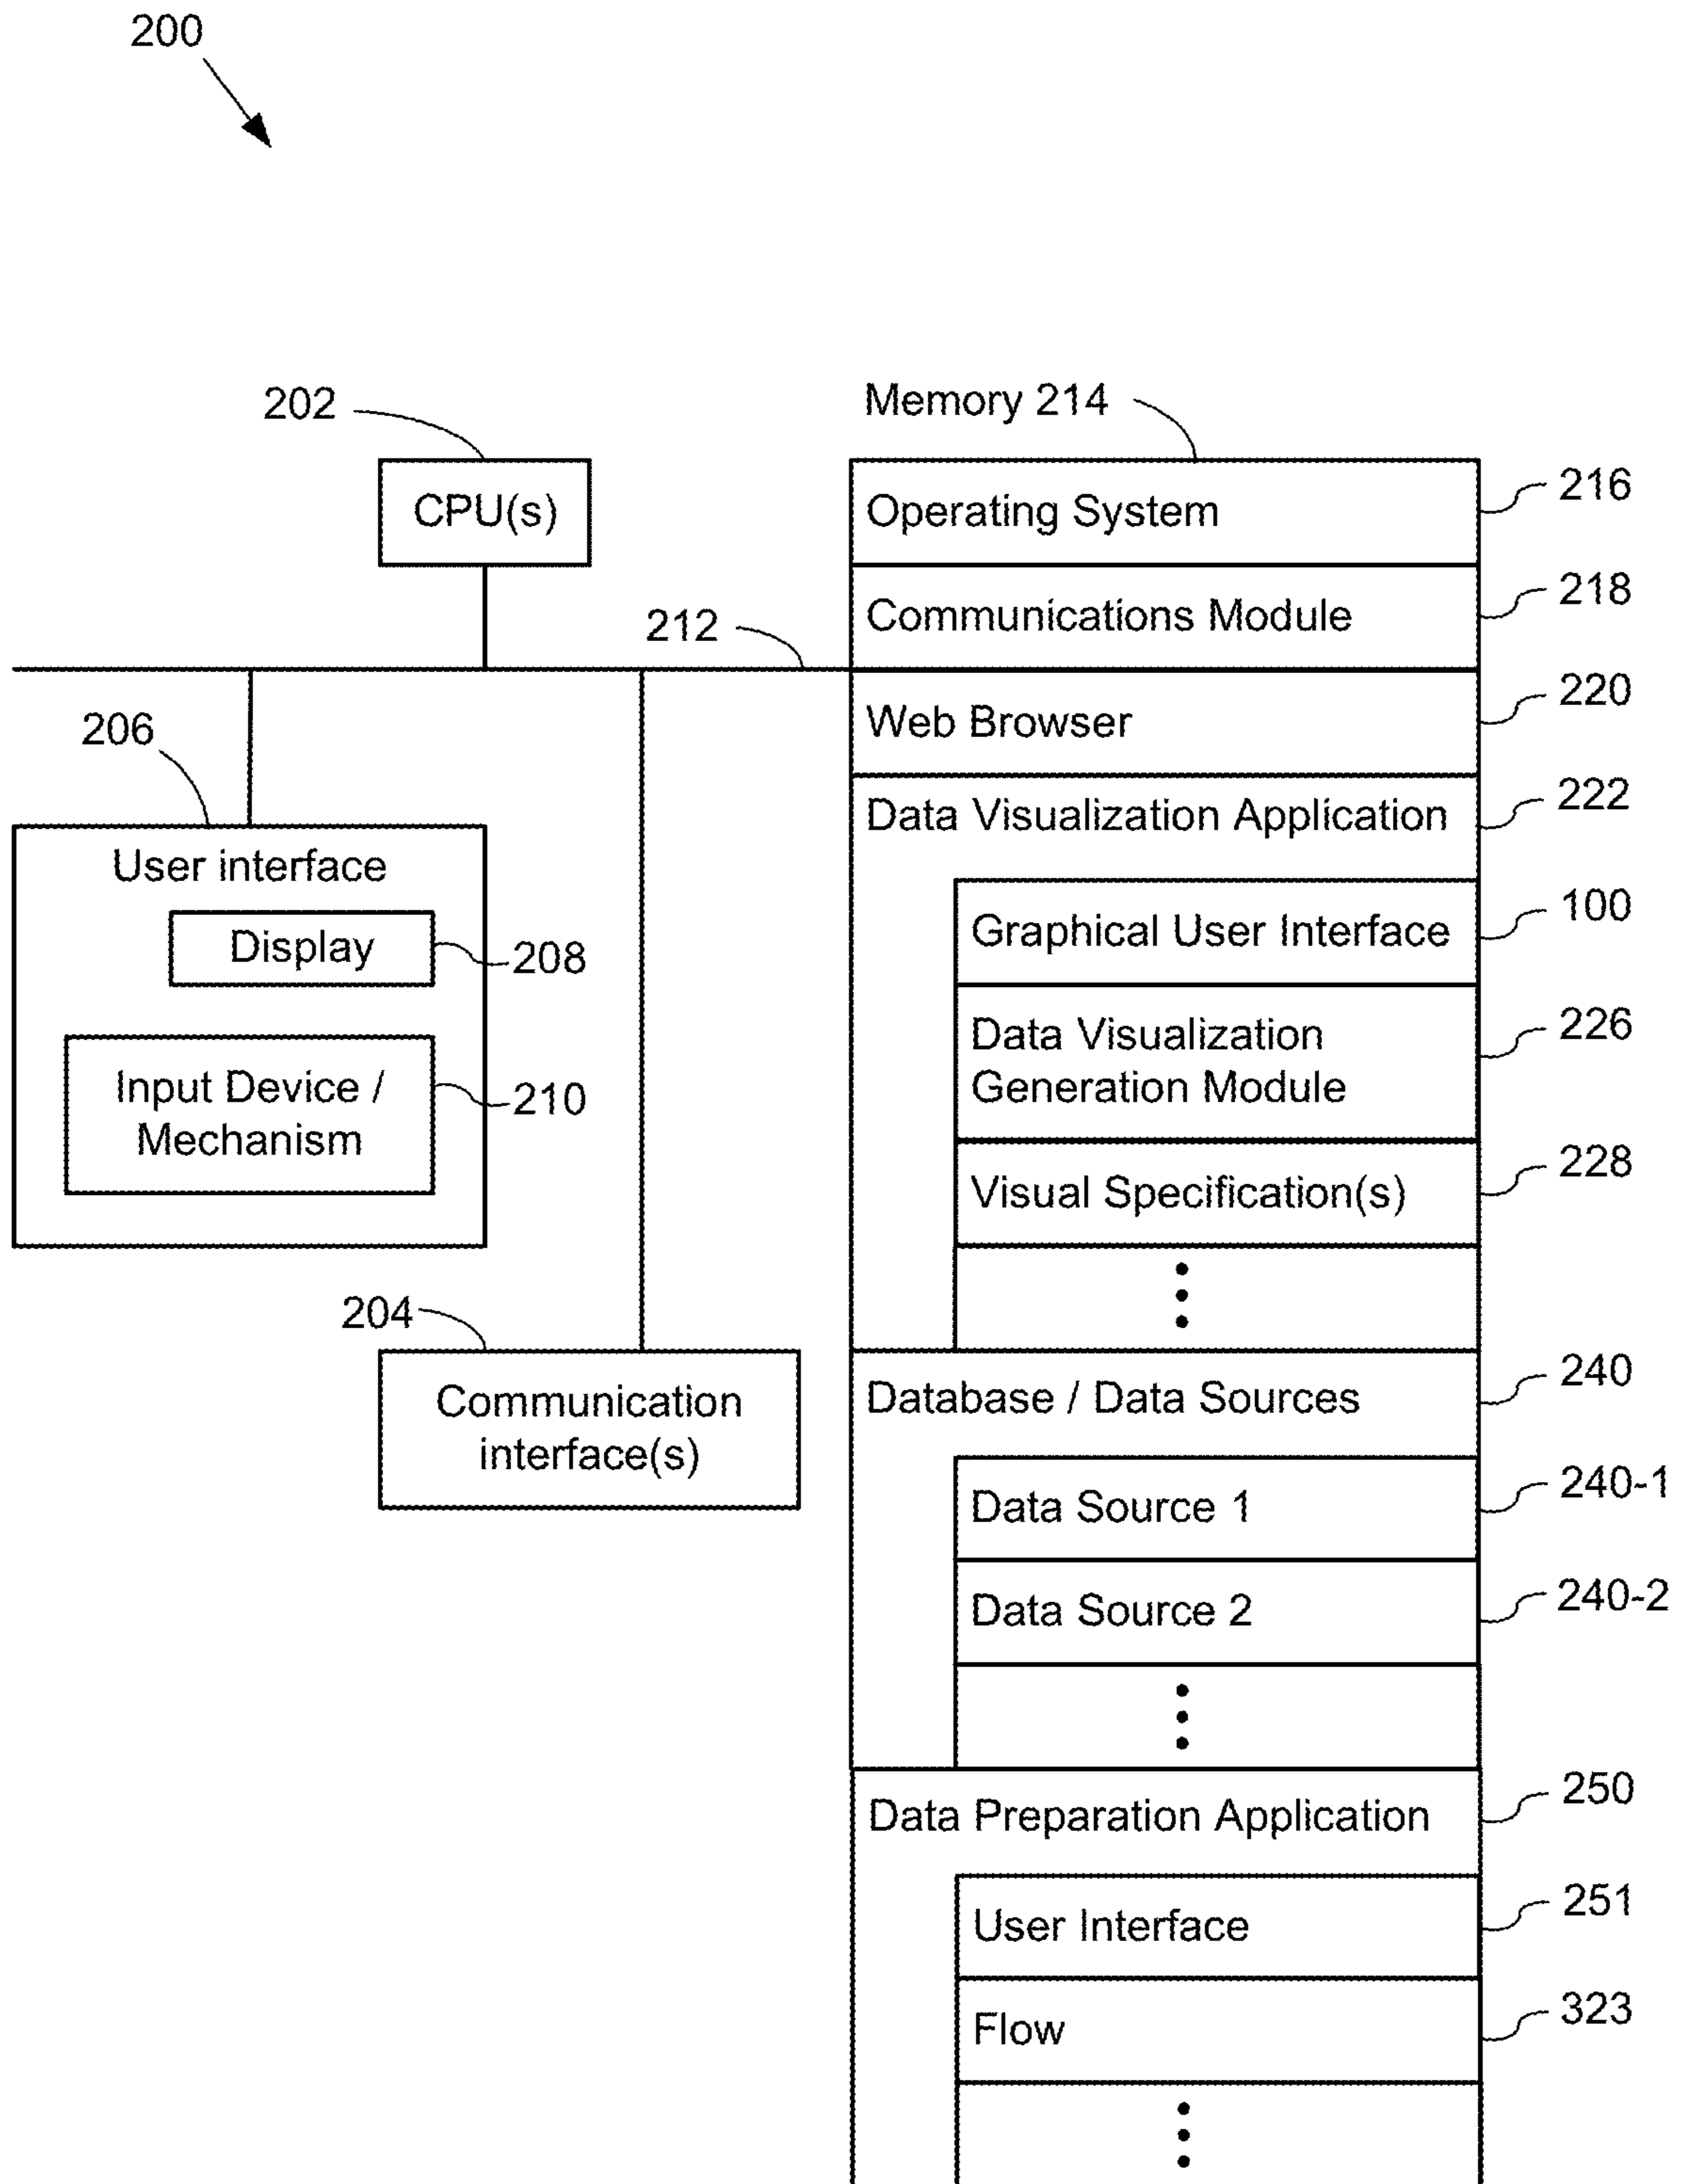 200
202
CPU(s)
212
206
User interface
Display
208
Input Device /
Mechanism
210
204
Communication
interface(s)
Memory 214
Operating System
216
Communications Module
218
Web Browser
220
Data Visualization Application
222
Graphical User Interface
100
Data Visualization
Generation Module
226
Visual Specification(s)
228
Database / Data Sources
240
Data Source 1
240-1
Data Source 2
240-2
Data Preparation Application
250
User Interface
251
Flow
323